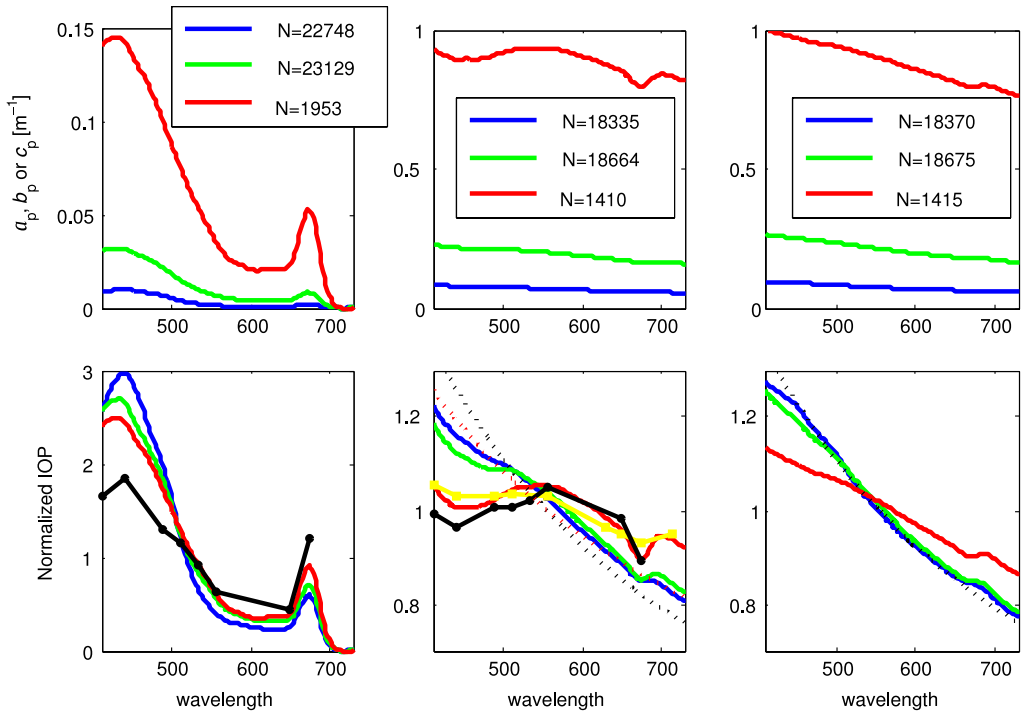 0.15
0.1
0.05
0
500
600
700
a_p, b_p or c_p [m⁻¹]
N=22748
N=23129
N=1953
1
0.5
0
500
600
700
N=18335
N=18664
N=1410
1
0.5
0
500
600
700
N=18370
N=18675
N=1415
3
2
1
0
500
600
700
Normalized IOP
wavelength
1.2
1
0.8
500
600
700
wavelength
1.2
1
0.8
500
600
700
wavelength